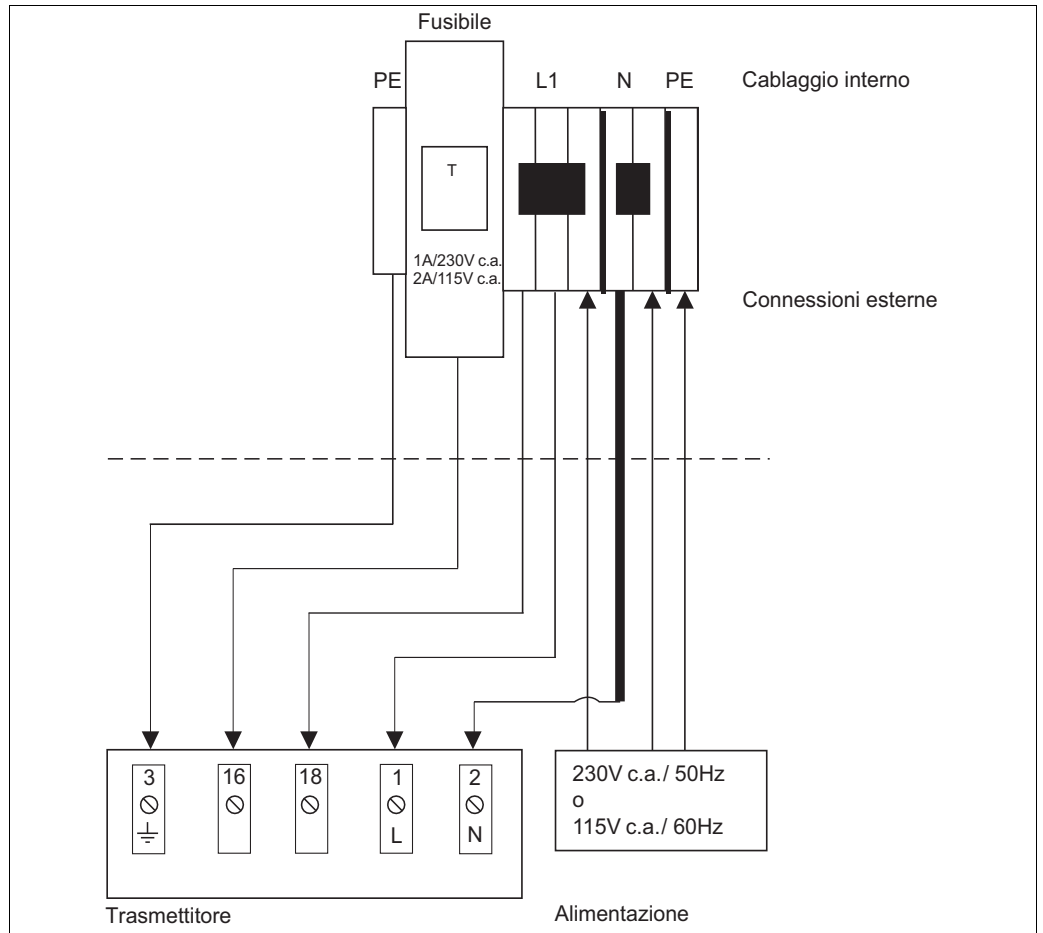 Fusibile
PE
L1
N
PE
Cablaggio interno
T
1A/230V c.a.
2A/115V c.a.
Connessioni esterne
3
16
18
1
2
L
N
230V c.a./ 50Hz
o
115V c.a./ 60Hz
Trasmettitore
Alimentazione